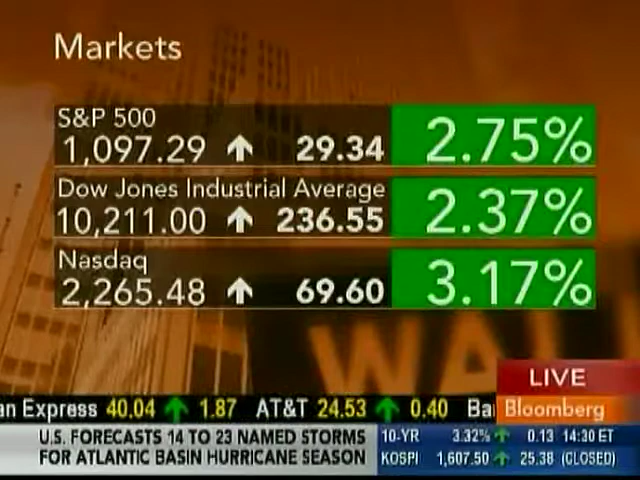 Markets
S&P 500
1,097.29 ↑ 29.34 2.75%
Dow Jones Industrial Average
10,211.00 ↑ 236.55 2.37%
Nasdaq
2,265.48 ↑ 69.60 3.17%
WALL
LIVE
an Express 40.04 ↑ 1.87 AT&T 24.53 ↑ 0.40 Ba
Bloomberg
U.S. FORECASTS 14 TO 23 NAMED STORMS
FOR ATLANTIC BASIN HURRICANE SEASON
10-YR 3.32% ↑ 0.13 14:30 ET
KOSPI 1,607.50 ↑ 25.38 (CLOSED)